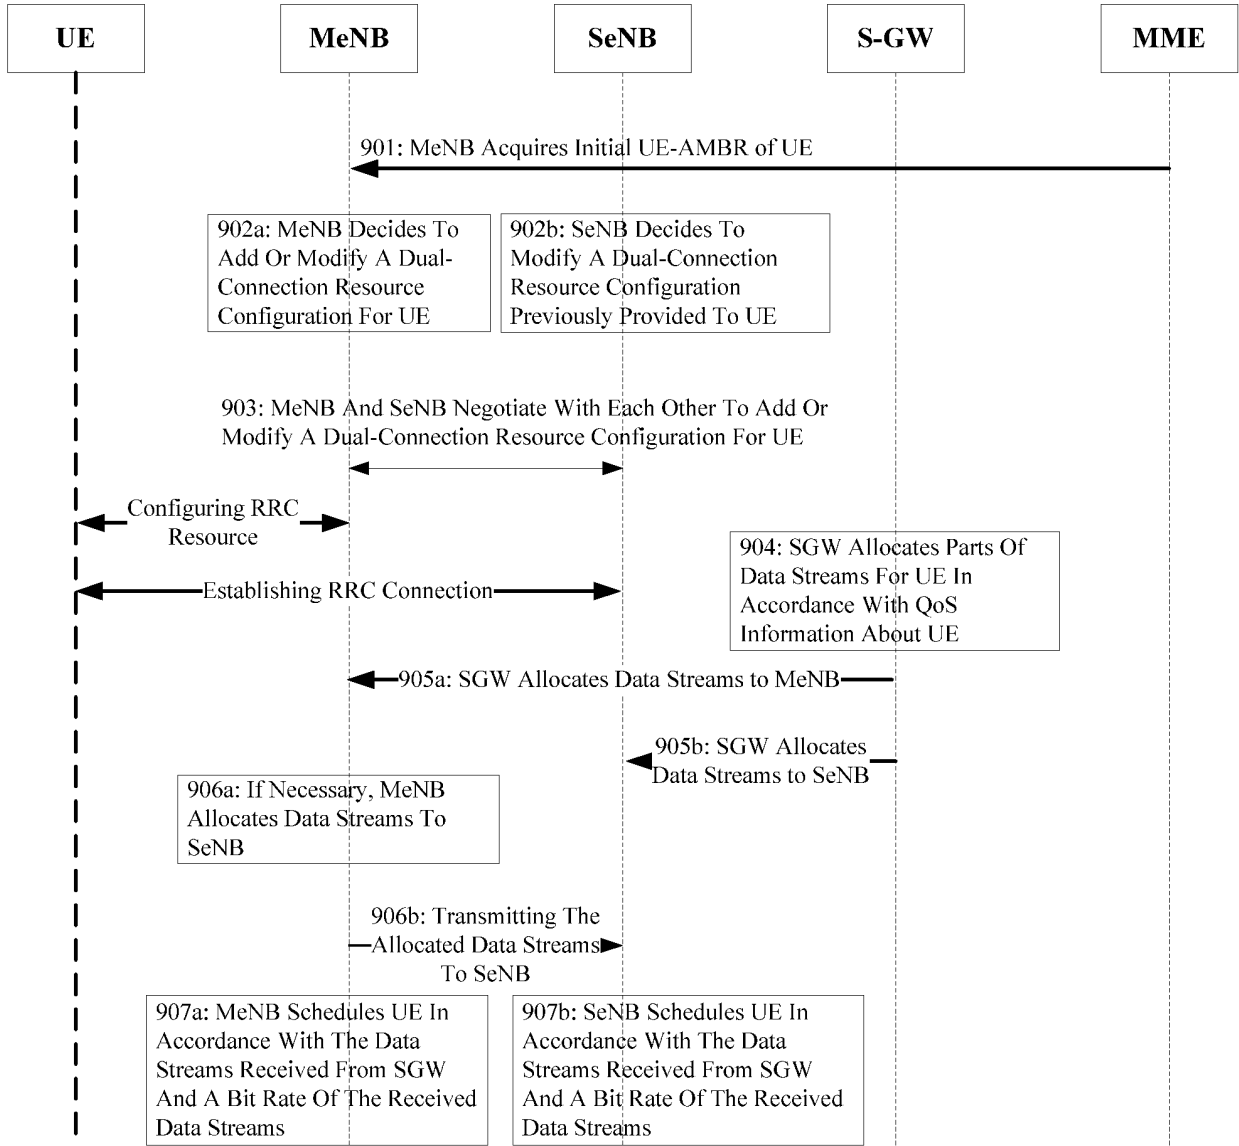 UE
MeNB
SeNB
S-GW
MME
901: MeNB Acquires Initial UE-AMBR of UE
902a: MeNB Decides To
Add Or Modify A Dual-
Connection Resource
Configuration For UE
902b: SeNB Decides To
Modify A Dual-Connection
Resource Configuration
Previously Provided To UE
903: MeNB And SeNB Negotiate With Each Other To Add Or
Modify A Dual-Connection Resource Configuration For UE
Configuring RRC
Resource
Establishing RRC Connection
904: SGW Allocates Parts Of
Data Streams For UE In
Accordance With QoS
Information About UE
905a: SGW Allocates Data Streams to MeNB
905b: SGW Allocates
Data Streams to SeNB
906a: If Necessary, MeNB
Allocates Data Streams To
SeNB
906b: Transmitting The
Allocated Data Streams
To SeNB
907a: MeNB Schedules UE In
Accordance With The Data
Streams Received From SGW
And A Bit Rate Of The Received
Data Streams
907b: SeNB Schedules UE In
Accordance With The Data
Streams Received From SGW
And A Bit Rate Of The Received
Data Streams